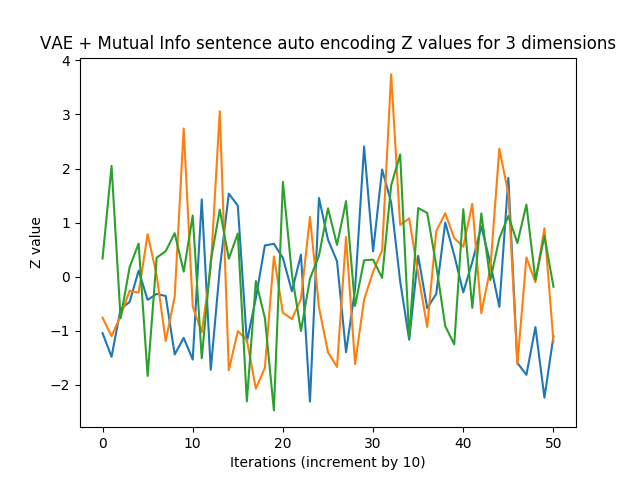 VAE + Mutual Info sentence auto encoding Z values for 3 dimensions
4
3
2
1
0
−1
−2
Z value
0 10 20 30 40 50
Iterations (increment by 10)